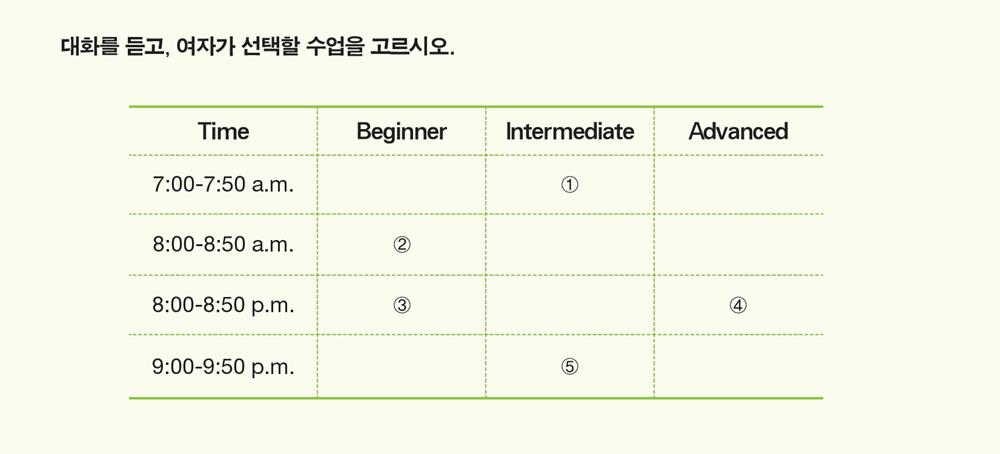 대화를 듣고, 여자가 선택할 수업을 고르시오.
Time Beginner Intermediate Advanced
7:00-7:50 a.m. ①
8:00-8:50 a.m. ②
8:00-8:50 p.m. ③ ④
9:00-9:50 p.m. ⑤